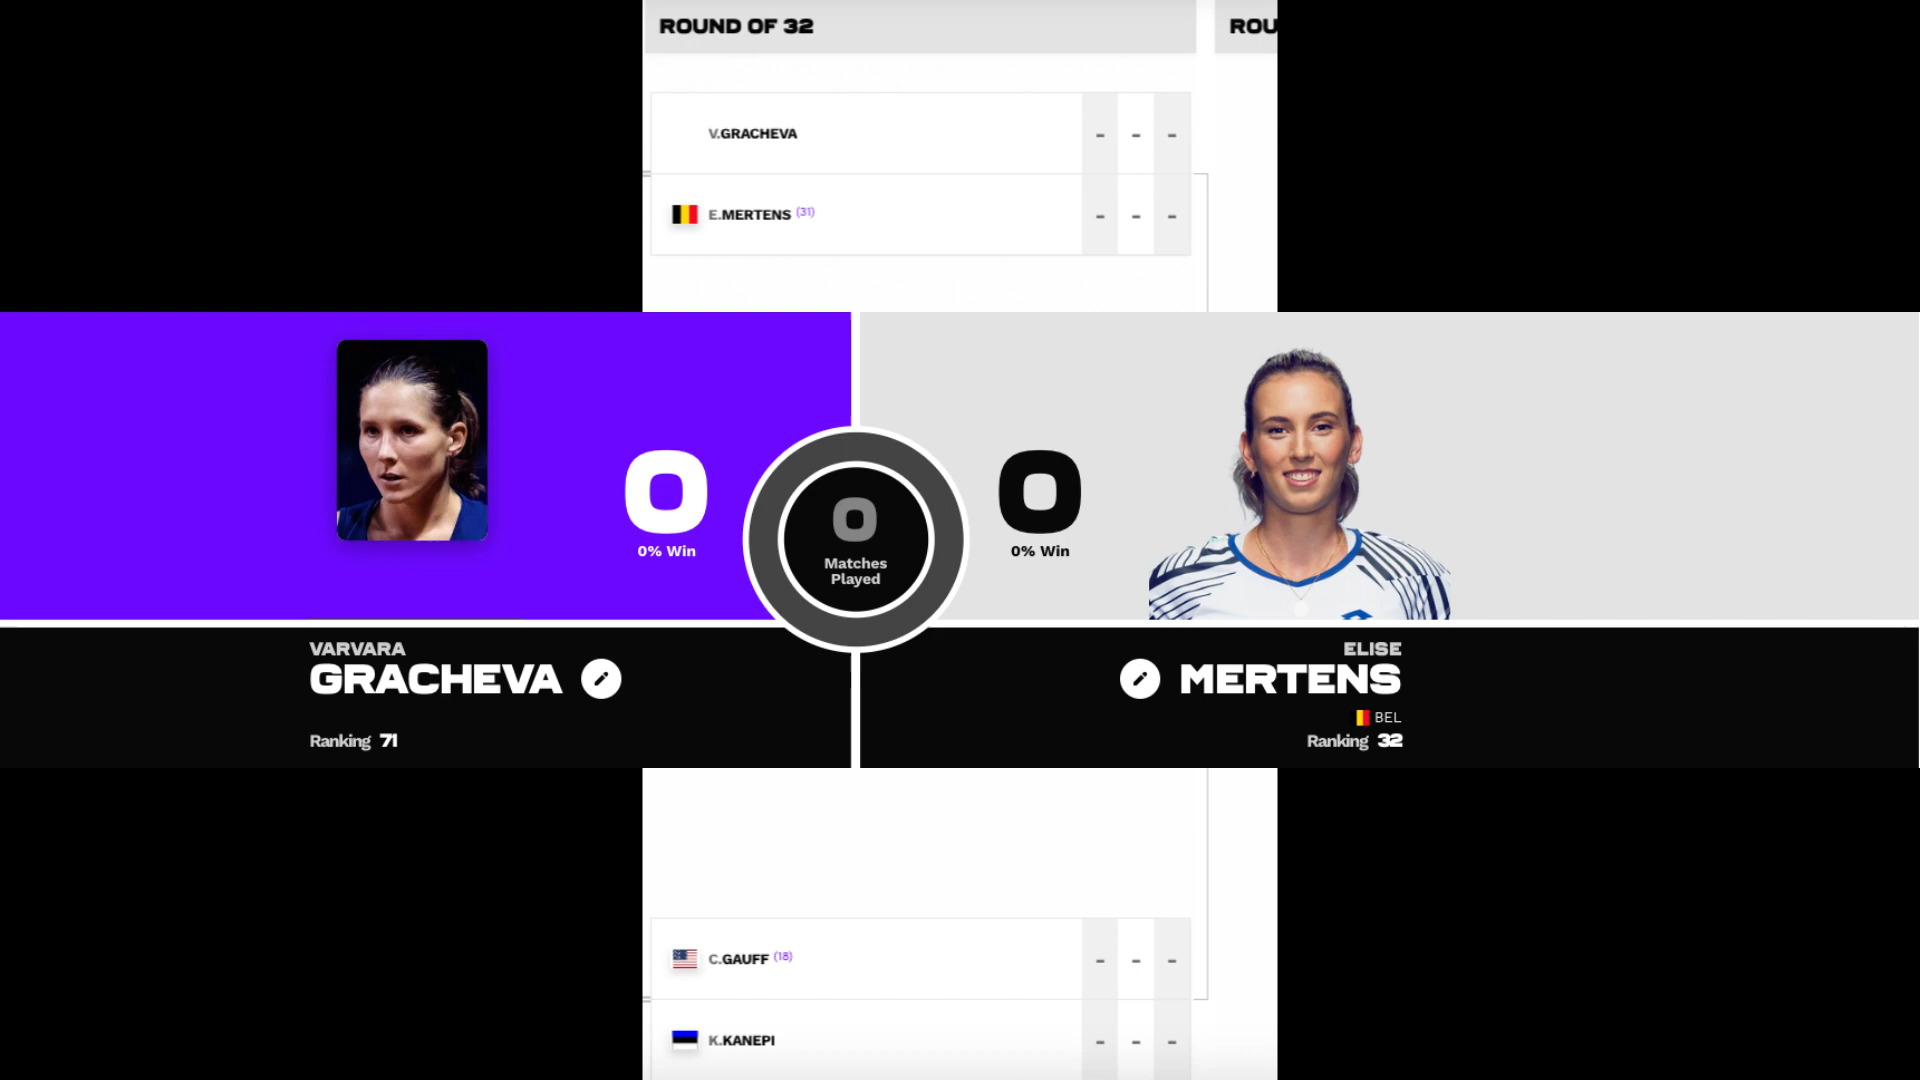 ROUND OF 32
ROU
V.GRACHEVA - - -
E.MERTENS (31) - - -
0
0% Win
0
Matches
Played
0
0% Win
VARVARA
GRACHEVA
Ranking 71
ELISE
MERTENS
BEL
Ranking 32
C.GAUFF (18) - - -
K.KANEPI - - -